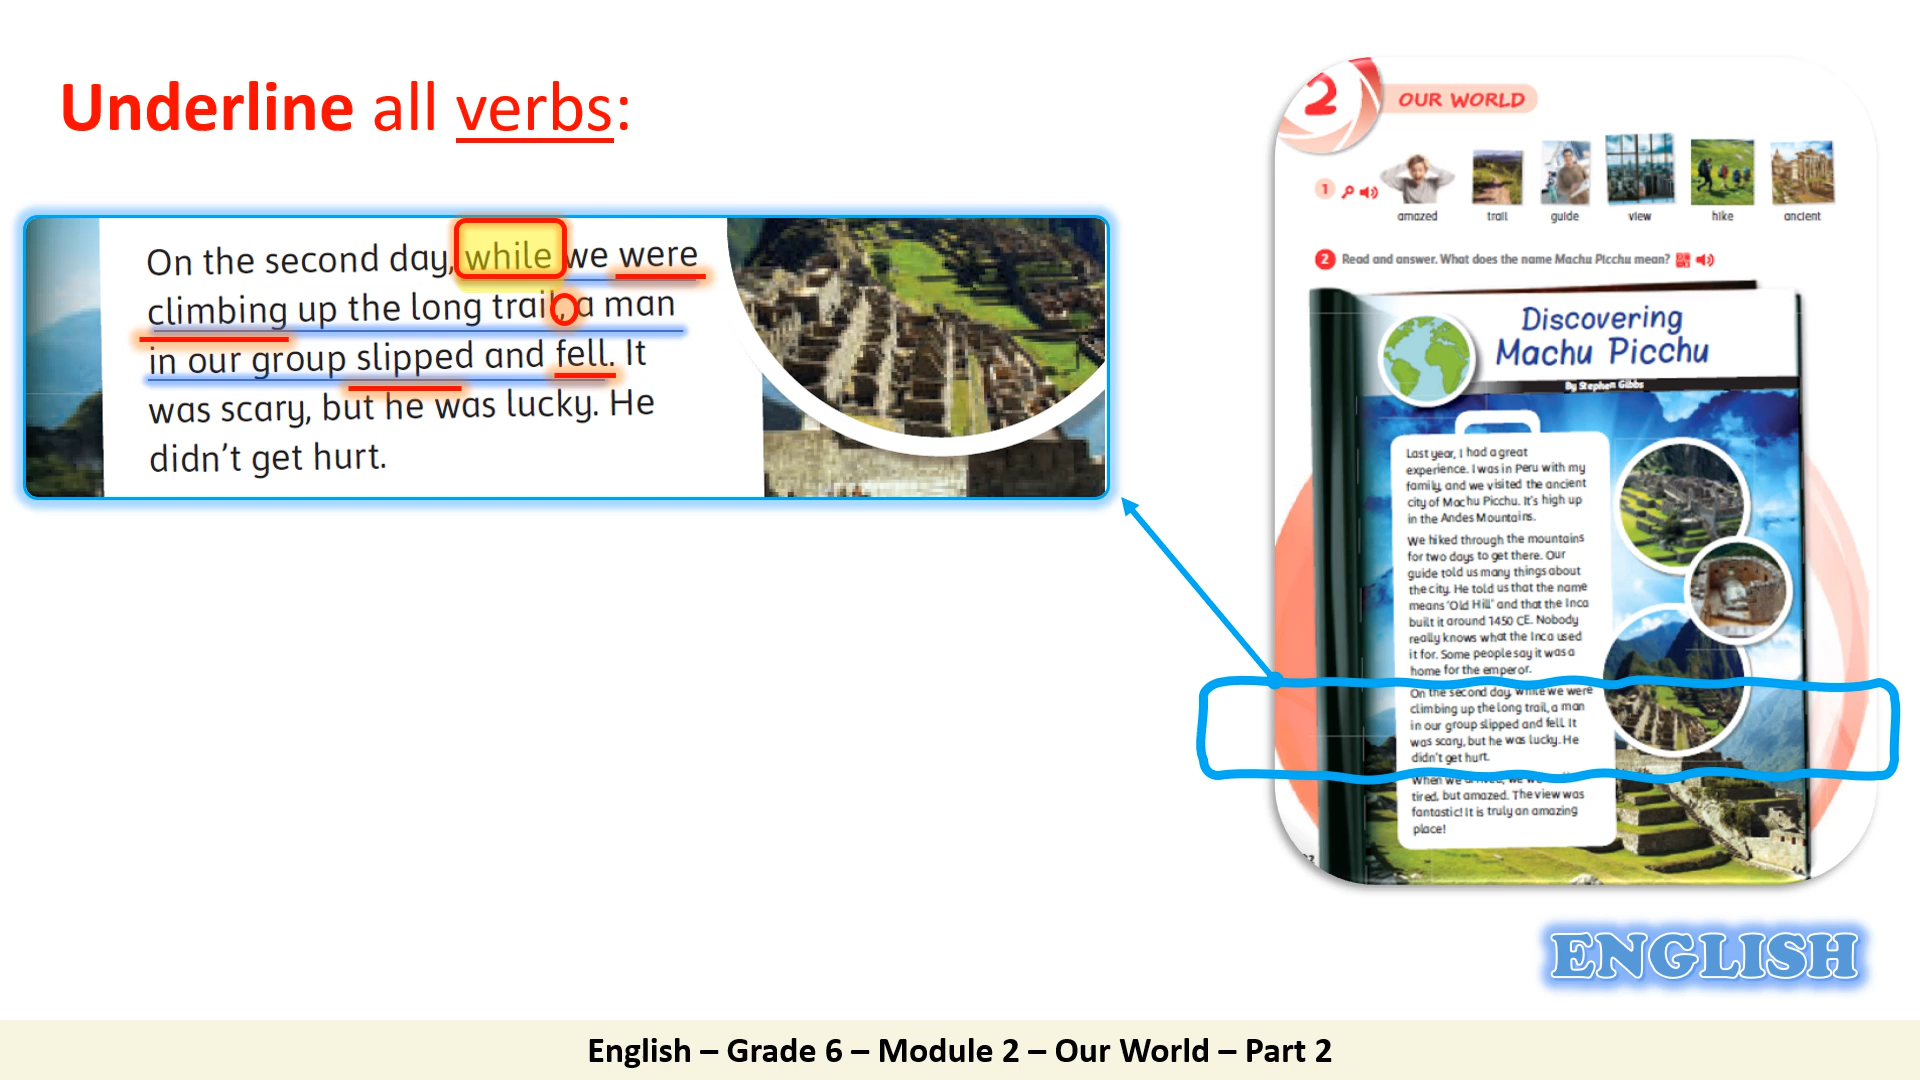 Underline all verbs:
On the second day, while we were
climbing up the long trail, a man
in our group slipped and fell. It
was scary, but he was lucky. He
didn't get hurt.
2 OUR WORLD
1
amazed trail guide view hike ancient
2 Read and answer. What does the name Machu Picchu mean?
Discovering
Machu Picchu
By Stephen Gibbs
Last year, I had a great
experience. I was in Peru with my
family, and we visited the ancient
city of Machu Picchu. It's high up
in the Andes Mountains.
We hiked through the mountains
for two days to get there. Our
guide told us many things about
the city. He told us that the name
means 'Old Hill' and that the Inca
built it around 1450 CE. Nobody
really knows what the Inca used
it for. Some people say it was a
home for the emperor.
On the second day, while we were
climbing up the long trail, a man
in our group slipped and fell. It
was scary, but he was lucky. He
didn't get hurt.
When we
tired, but amazed. The view was
fantastic! It is truly an amazing
place!
ENGLISH
English – Grade 6 – Module 2 – Our World – Part 2